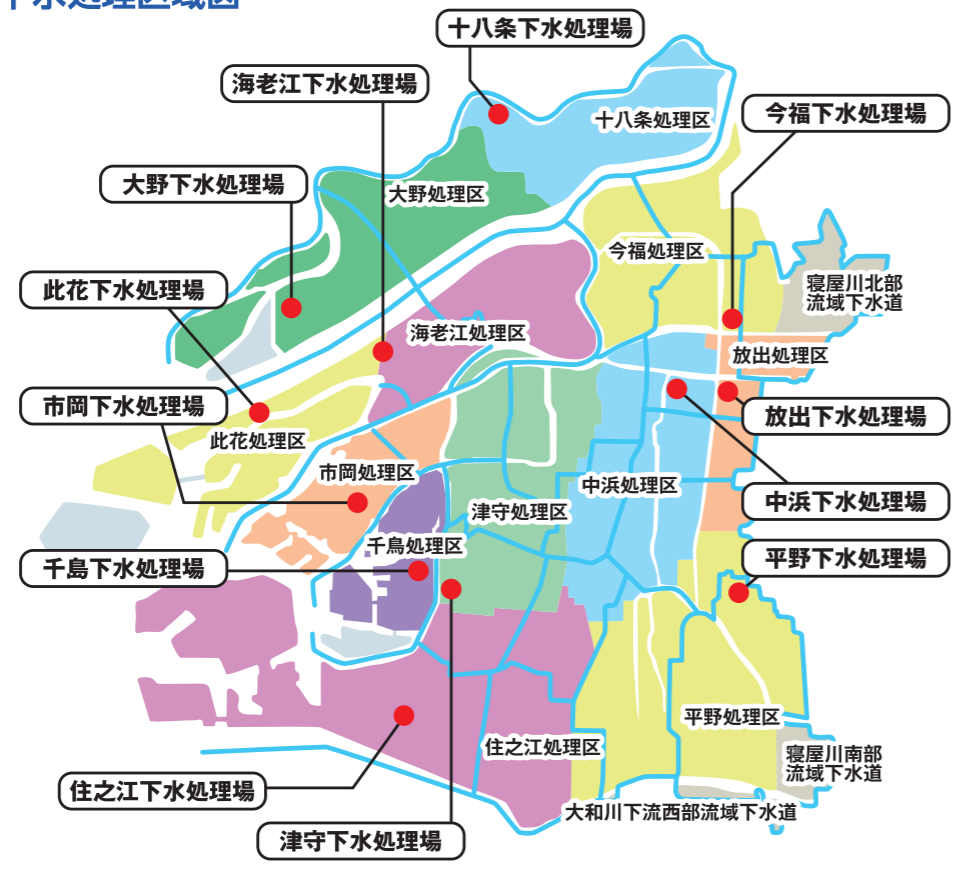 下水処理区域図
十八条下水処理場
海老江下水処理場
十八条処理区
今福下水処理場
大野下水処理場
大野処理区
今福処理区
此花下水処理場
寝屋川北部
流域下水道
海老江処理区
放出処理区
市岡下水処理場
放出下水処理場
此花処理区
市岡処理区
中浜処理区
中浜下水処理場
津守処理区
千島処理区
千島下水処理場
平野下水処理場
平野処理区
住之江処理区
寝屋川南部
流域下水道
住之江下水処理場
大和川下流西部流域下水道
津守下水処理場